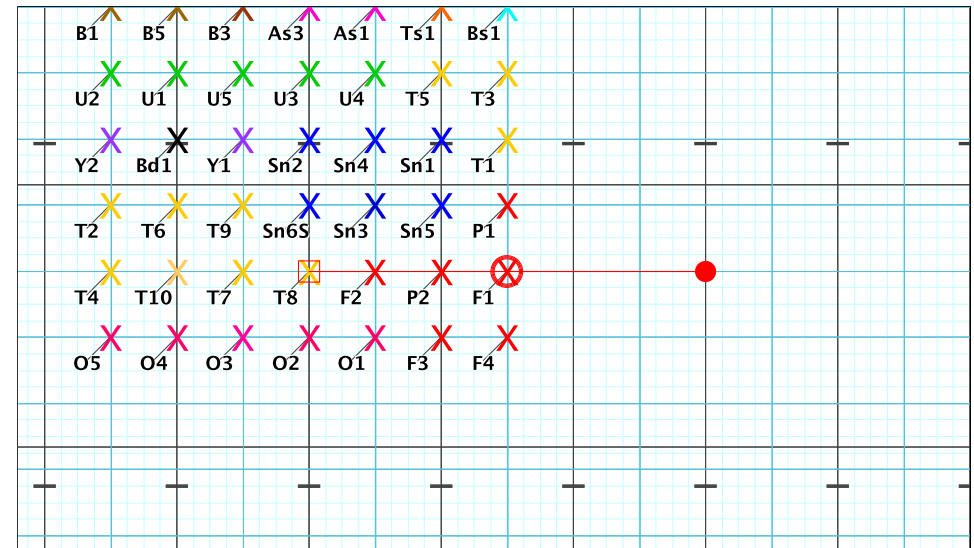 B1 B5 B3 As3 As1 Ts1 Bs1
U2 U1 U5 U3 U4 T5 T3
Y2 Bd1 Y1 Sn2 Sn4 Sn1 T1
T2 T6 T9 Sn6S Sn3 Sn5 P1
T4 T10 T7 T8 F2 P2 F1
O5 O4 O3 O2 O1 F3 F4